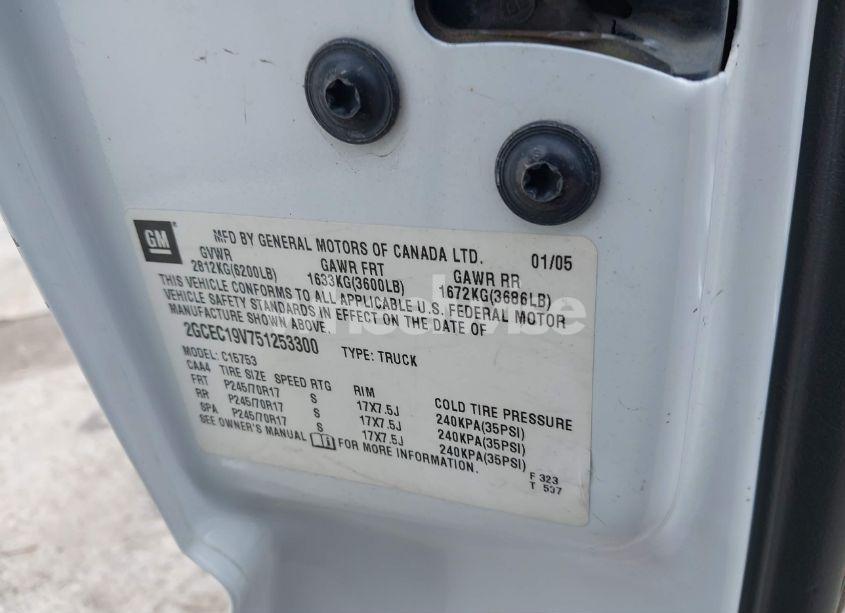 GM
MFD BY GENERAL MOTORS OF CANADA LTD. 01/05
GVWR GAWR FRT GAWR RR
2812KG(6200LB) 1633KG(3600LB) 1672KG(3686LB)
THIS VEHICLE CONFORMS TO ALL APPLICABLE U.S. FEDERAL MOTOR
VEHICLE SAFETY STANDARDS IN EFFECT ON THE DATE OF
MANUFACTURE SHOWN ABOVE
2GCEC19V751253300 TYPE: TRUCK
MODEL: C15753
CAA4 TIRE SIZE SPEED RTG RIM COLD TIRE PRESSURE
FRT P245/70R17 S 17X7.5J 240KPA(35PSI)
RR P245/70R17 S 17X7.5J 240KPA(35PSI)
SPA P245/70R17 S 17X7.5J 240KPA(35PSI)
SEE OWNER'S MANUAL FOR MORE INFORMATION.
F 323
T 507